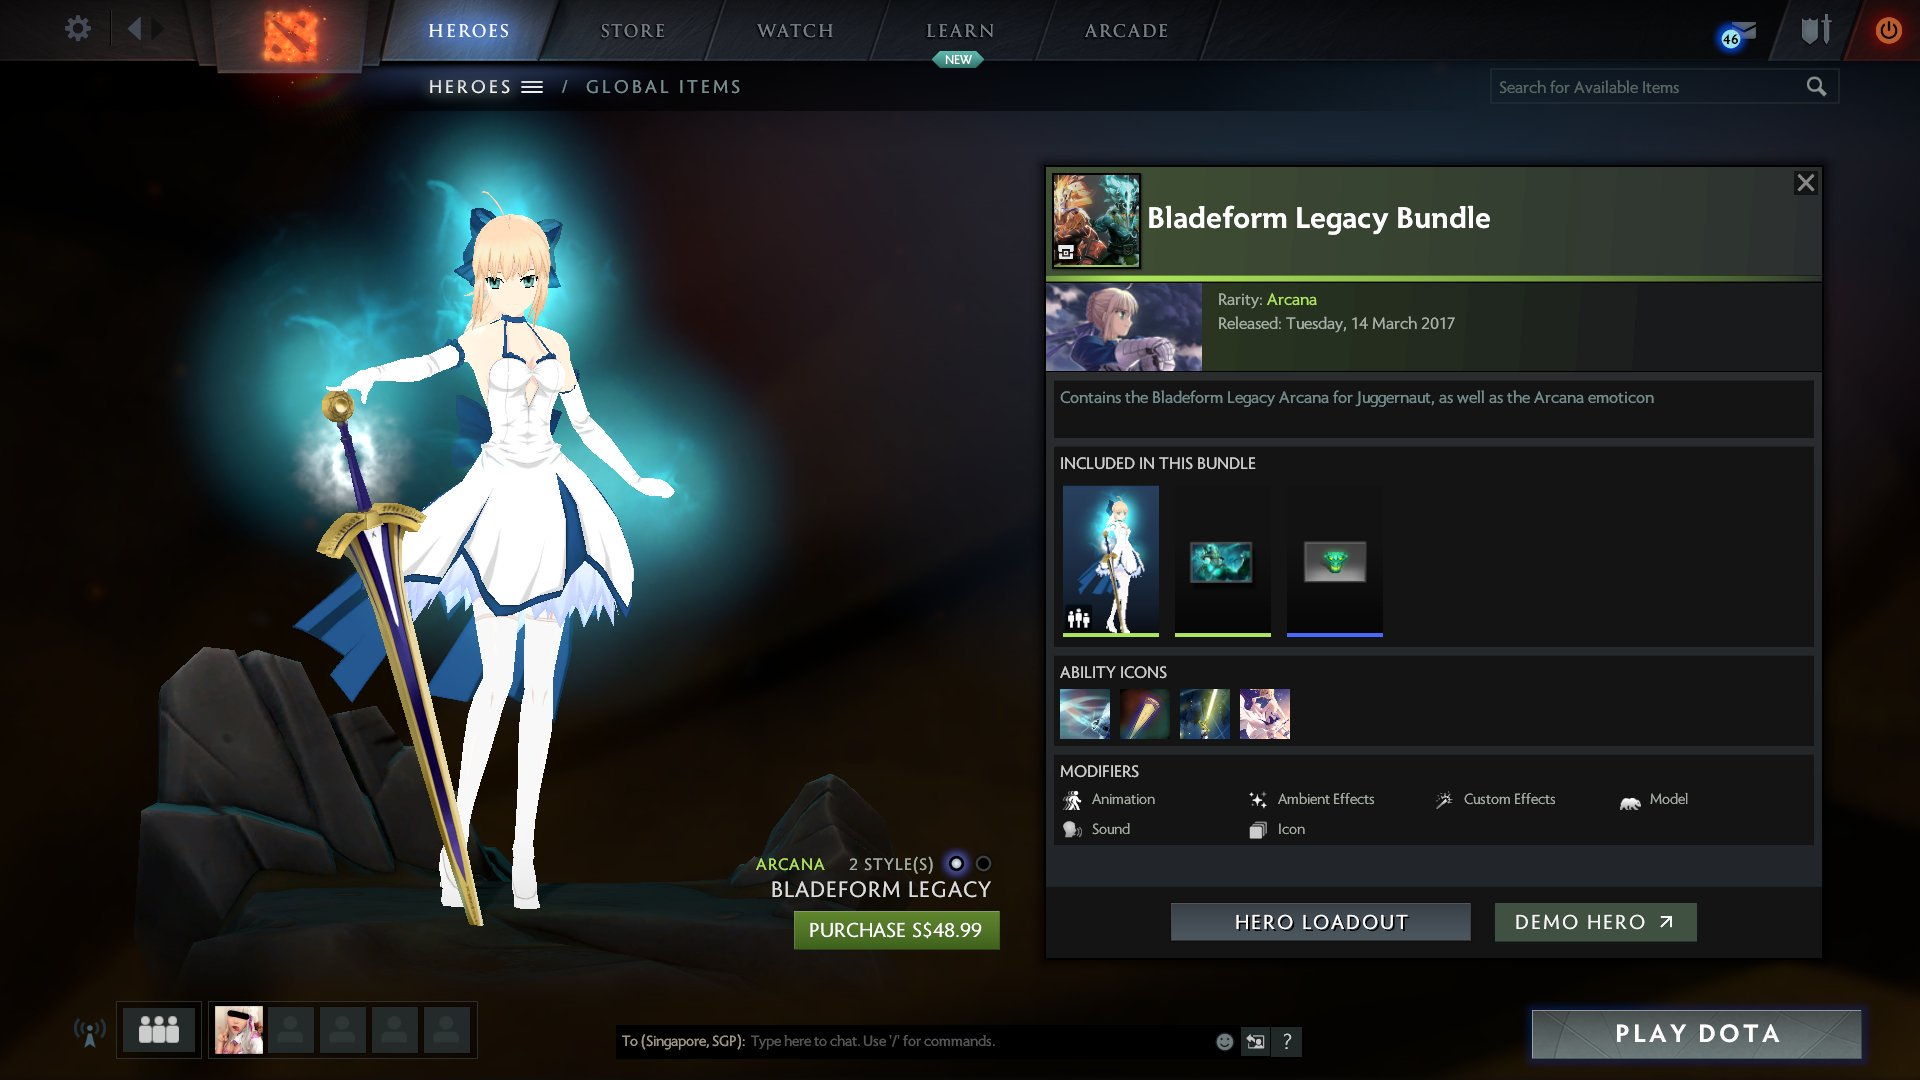 HEROES
STORE
WATCH
LEARN
NEW
ARCADE
46
HEROES / GLOBAL ITEMS
Search for Available Items
Bladeform Legacy Bundle
Rarity: Arcana
Released: Tuesday, 14 March 2017
Contains the Bladeform Legacy Arcana for Juggernaut, as well as the Arcana emoticon
INCLUDED IN THIS BUNDLE
ABILITY ICONS
MODIFIERS
Animation
Ambient Effects
Custom Effects
Model
Sound
Icon
ARCANA 2 STYLE(S)
BLADEFORM LEGACY
PURCHASE S$48.99
HERO LOADOUT
DEMO HERO
To (Singapore, SGP): Type here to chat. Use '/' for commands.
?
PLAY DOTA